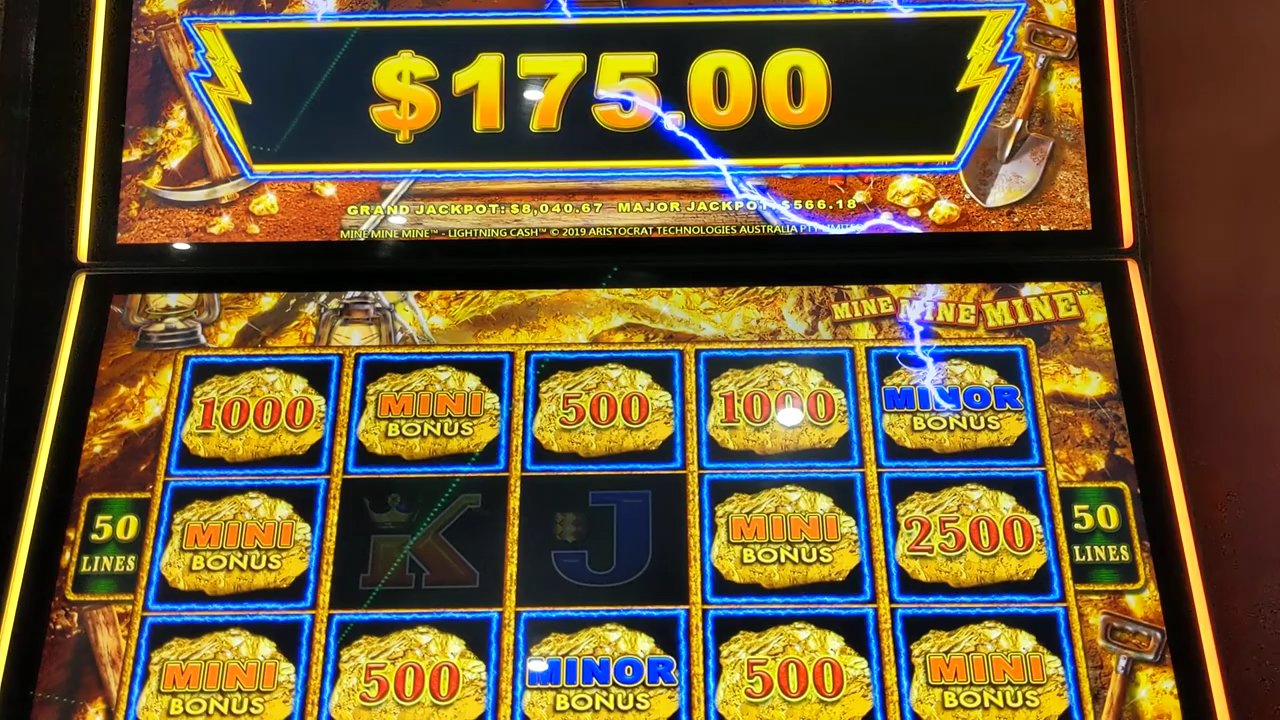 $175.00
GRAND JACKPOT: $8,040.67 MAJOR JACKPOT: $566.18
MINE MINE MINE™ - LIGHTNING CASH™ © 2019 ARISTOCRAT TECHNOLOGIES AUSTRALIA PTY LIMITED
MINE MINE MINE™
1000 MINI BONUS 500 1000 MINOR BONUS
50 LINES MINI BONUS K J MINI BONUS 2500 50 LINES
MINI BONUS 500 MINOR BONUS 500 MINI BONUS